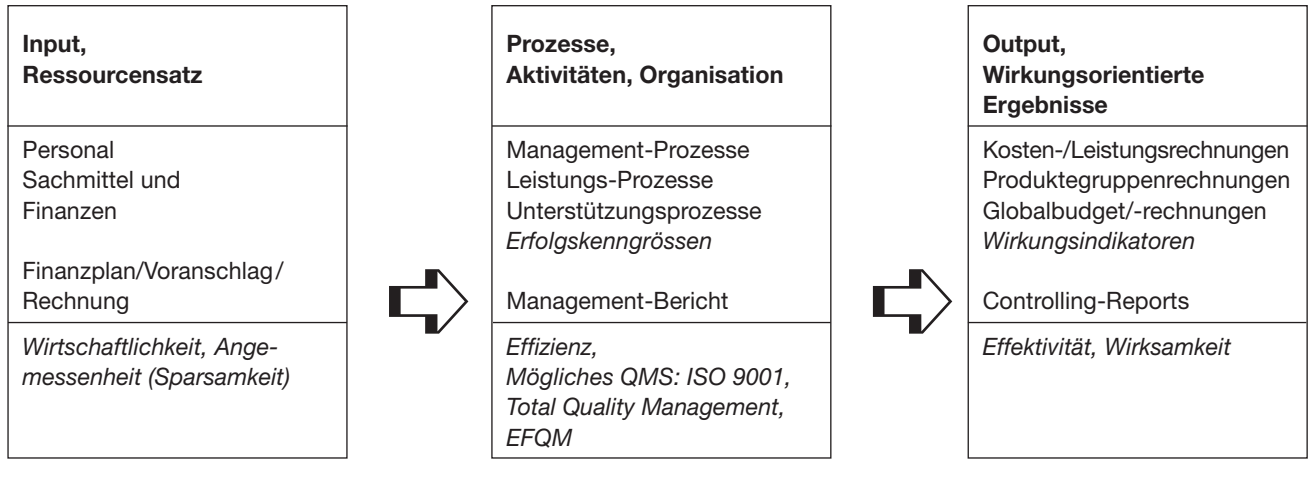 Input,
Ressourcensatz
Personal
Sachmittel und
Finanzen
Finanzplan/Voranschlag/
Rechnung
Wirtschaftlichkeit, Ange-
messenheit (Sparsamkeit)
Prozesse,
Aktivitäten, Organisation
Management-Prozesse
Leistungs-Prozesse
Unterstützungsprozesse
Erfolgskenngrössen
Management-Bericht
Effizienz,
Mögliches QMS: ISO 9001,
Total Quality Management,
EFQM
Output,
Wirkungsorientierte
Ergebnisse
Kosten-/Leistungsrechnungen
Produktegruppenrechnungen
Globalbudget/-rechnungen
Wirkungsindikatoren
Controlling-Reports
Effektivität, Wirksamkeit